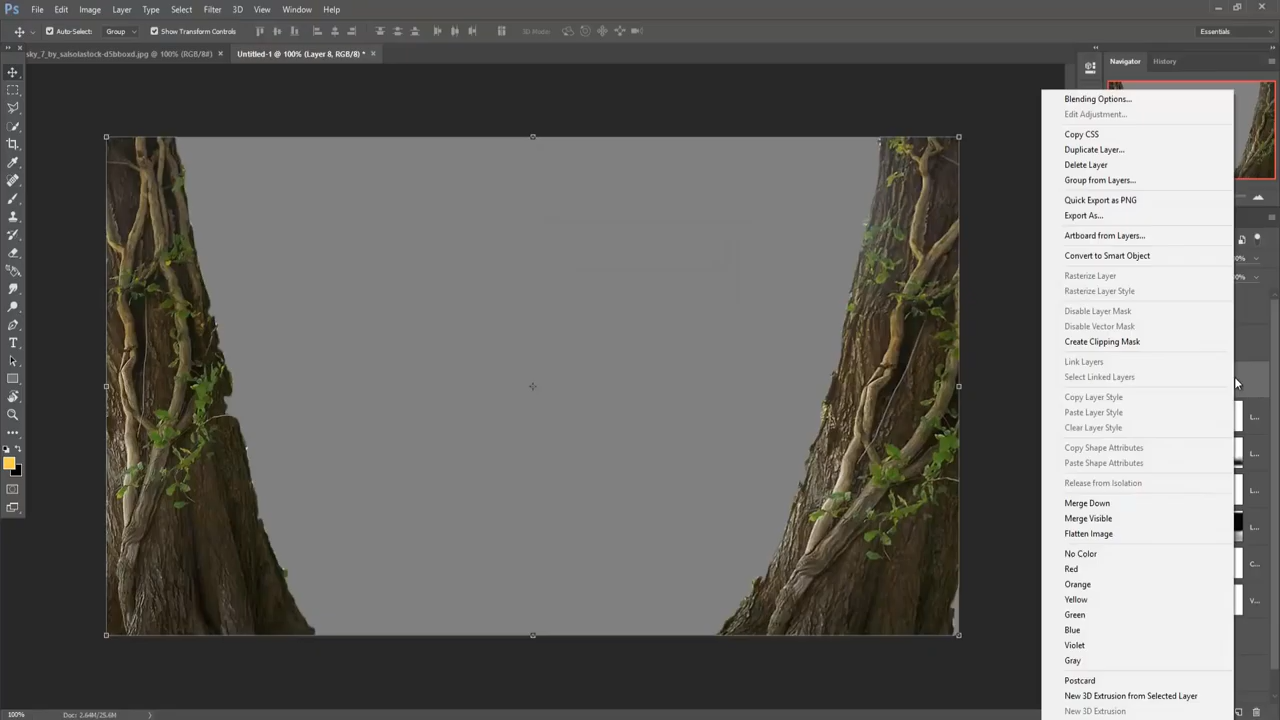 Ps File Edit Image Layer Type Select Filter 3D View Window Help
Auto-Select: Group Show Transform Controls 3D Mode: Essentials
sky_7_by_salsolastock-d5bboxd.jpg @ 100% (RGB/8#) × Untitled-1 @ 100% (Layer 8, RGB/8) * ×
Navigator History
Blending Options...
Edit Adjustment...
Copy CSS
Duplicate Layer...
Delete Layer
Group from Layers...
Quick Export as PNG
Export As...
Artboard from Layers...
Convert to Smart Object
Rasterize Layer
Rasterize Layer Style
Disable Layer Mask
Disable Vector Mask
Create Clipping Mask
Link Layers
Select Linked Layers
Copy Layer Style
Paste Layer Style
Clear Layer Style
Copy Shape Attributes
Paste Shape Attributes
Release from Isolation
Merge Down
Merge Visible
Flatten Image
No Color
Red
Orange
Yellow
Green
Blue
Violet
Gray
Postcard
New 3D Extrusion from Selected Layer
New 3D Extrusion
0%
0%
L...
L...
L...
L...
C...
V...
100% Doc: 2.64M/25.6M